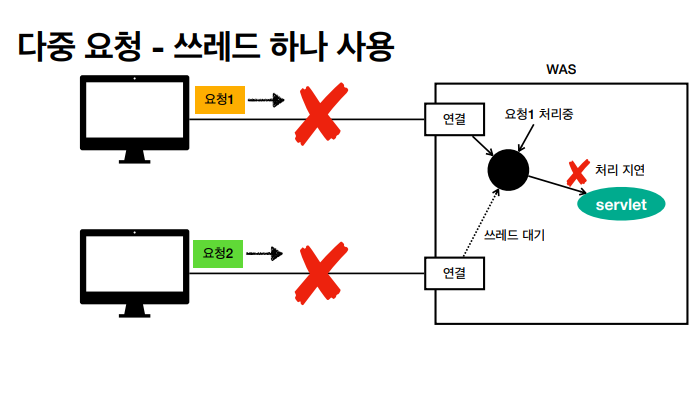 다중 요청 - 쓰레드 하나 사용
WAS
요청1
연결
요청1 처리중
처리 지연
servlet
쓰레드 대기
요청2
연결